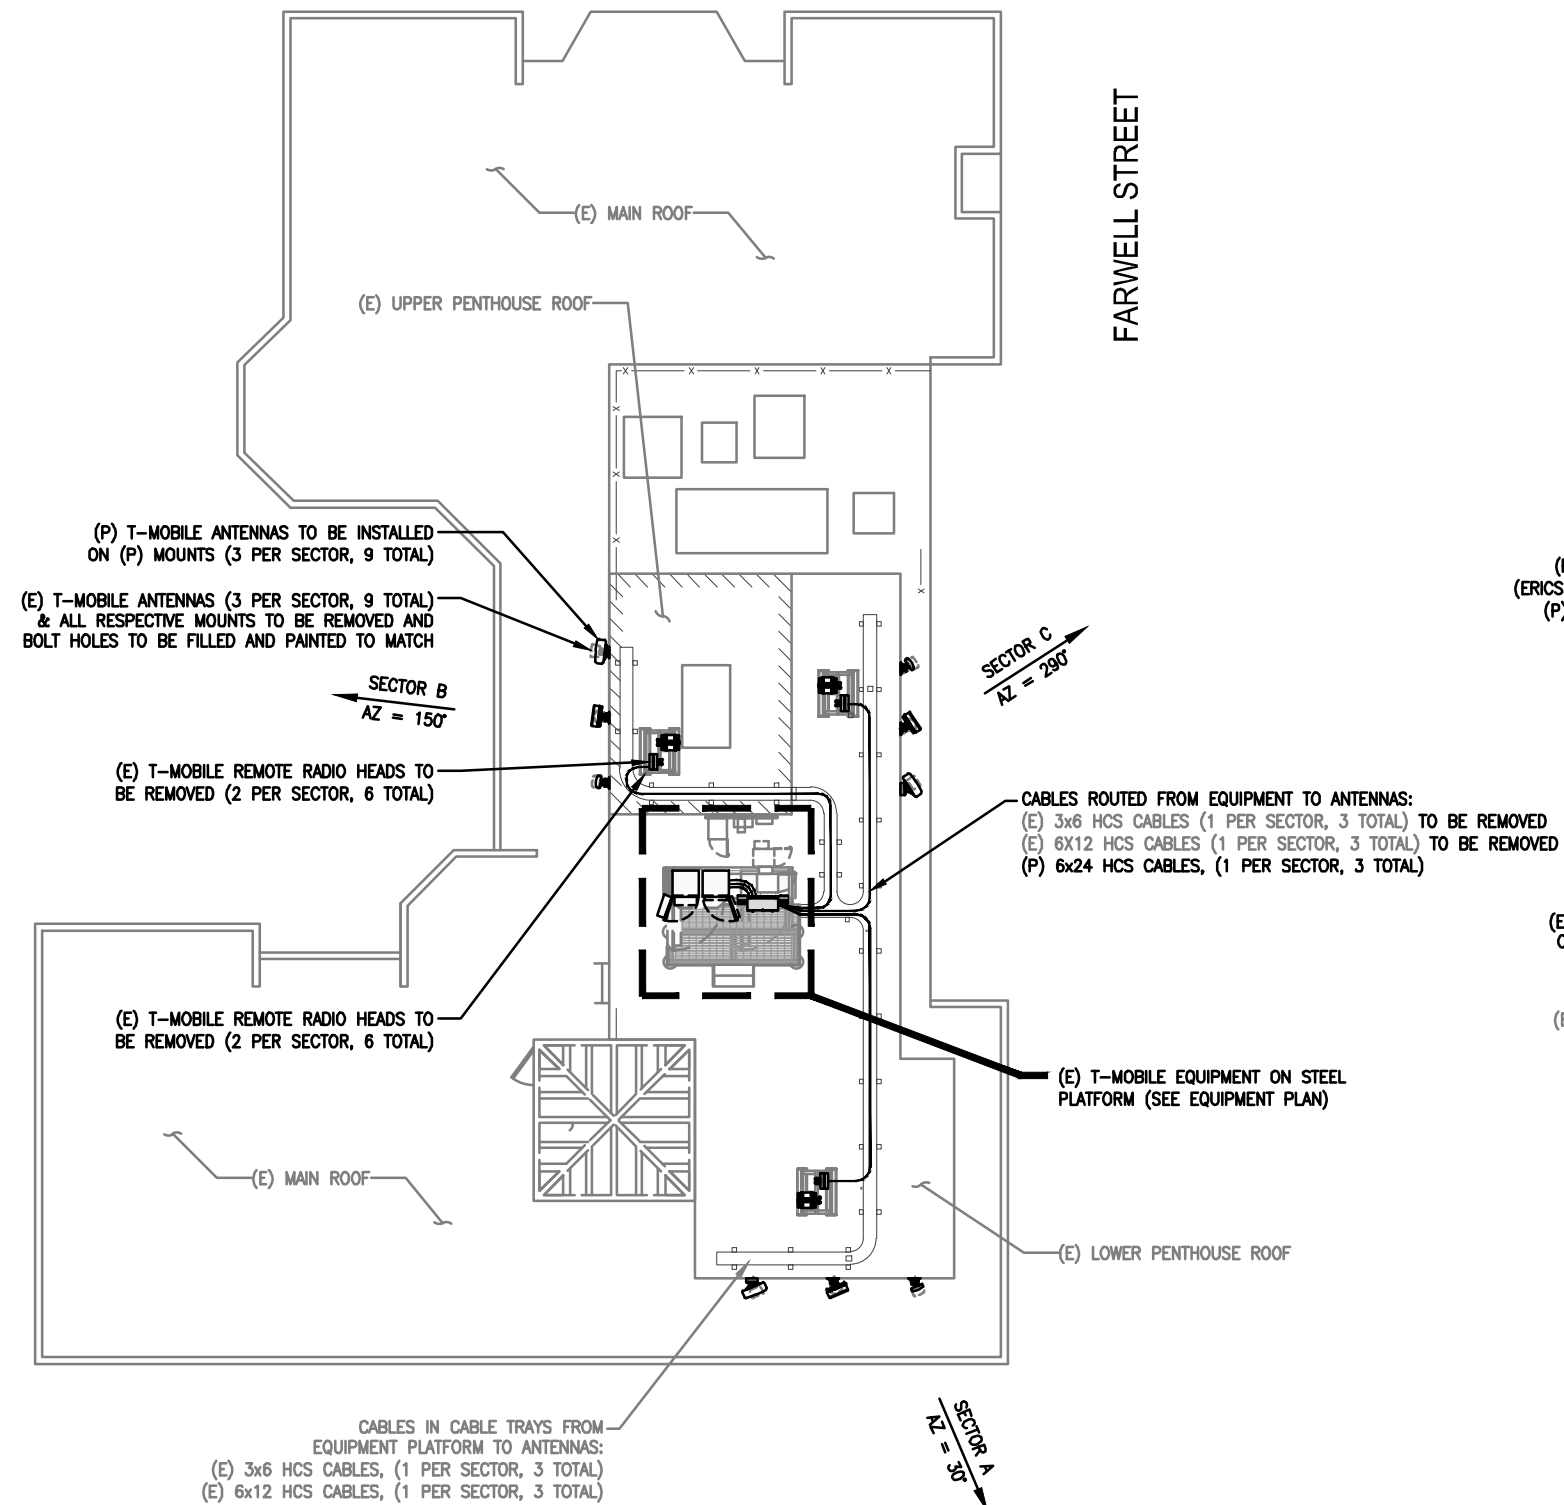 FARWELL STREET
(E) MAIN ROOF
(E) UPPER PENTHOUSE ROOF
(P) T-MOBILE ANTENNAS TO BE INSTALLED
ON (P) MOUNTS (3 PER SECTOR, 9 TOTAL)
(E) T-MOBILE ANTENNAS (3 PER SECTOR, 9 TOTAL)
& ALL RESPECTIVE MOUNTS TO BE REMOVED AND
BOLT HOLES TO BE FILLED AND PAINTED TO MATCH
(ERICS
(P)
SECTOR C
AZ = 290°
SECTOR B
AZ = 150°
(E) T-MOBILE REMOTE RADIO HEADS TO
BE REMOVED (2 PER SECTOR, 6 TOTAL)
CABLES ROUTED FROM EQUIPMENT TO ANTENNAS:
(E) 3x6 HCS CABLES (1 PER SECTOR, 3 TOTAL) TO BE REMOVED
(E) 6X12 HCS CABLES (1 PER SECTOR, 3 TOTAL) TO BE REMOVED
(P) 6x24 HCS CABLES, (1 PER SECTOR, 3 TOTAL)
(E) T-MOBILE REMOTE RADIO HEADS TO
BE REMOVED (2 PER SECTOR, 6 TOTAL)
(E) T-MOBILE EQUIPMENT ON STEEL
PLATFORM (SEE EQUIPMENT PLAN)
(E) MAIN ROOF
(E) LOWER PENTHOUSE ROOF
CABLES IN CABLE TRAYS FROM
EQUIPMENT PLATFORM TO ANTENNAS:
(E) 3x6 HCS CABLES, (1 PER SECTOR, 3 TOTAL)
(E) 6x12 HCS CABLES, (1 PER SECTOR, 3 TOTAL)
SECTOR A
AZ = 30°